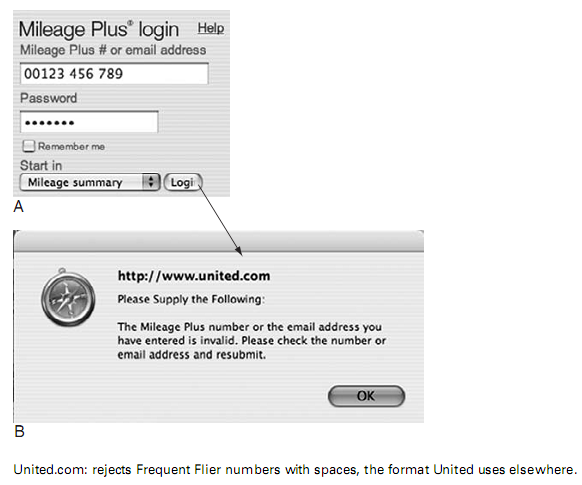 Mileage Plus® login Help
Mileage Plus # or email address
00123 456 789
Password
•••••••
Remember me
Start in
Mileage summary Logi
A
http://www.united.com
Please Supply the Following:
The Mileage Plus number or the email address you
have entered is invalid. Please check the number or
email address and resubmit.
OK
B
United.com: rejects Frequent Flier numbers with spaces, the format United uses elsewhere.